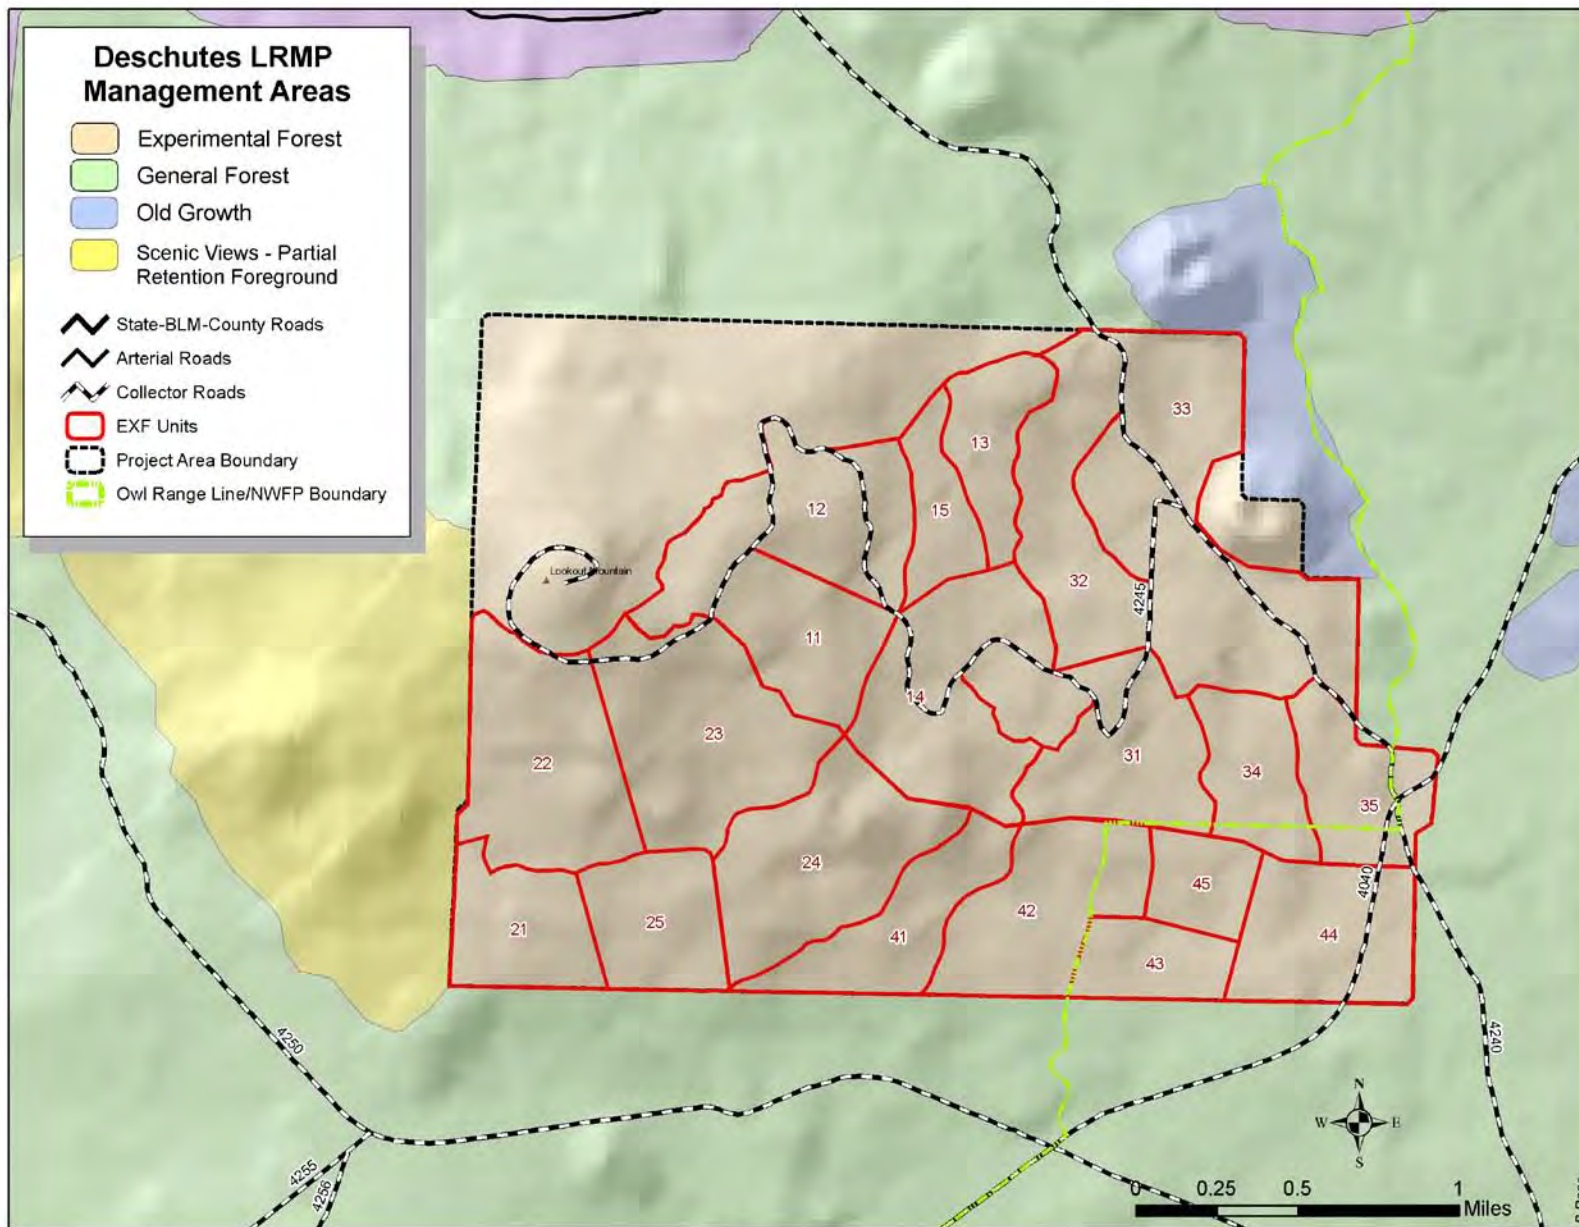 Deschutes LRMP
Management Areas
Experimental Forest
General Forest
Old Growth
Scenic Views - Partial
Retention Foreground
State-BLM-County Roads
Arterial Roads
Collector Roads
EXF Units
Project Area Boundary
Owl Range Line/NWFP Boundary
33
13
12
15
Lookout Mountain
32
4245
11
14
23
22
31
34
35
24
45
4040
42
25
21
41
44
43
4250
4240
N
W
E
S
4255
4256
0
0.25
0.5
1
Miles